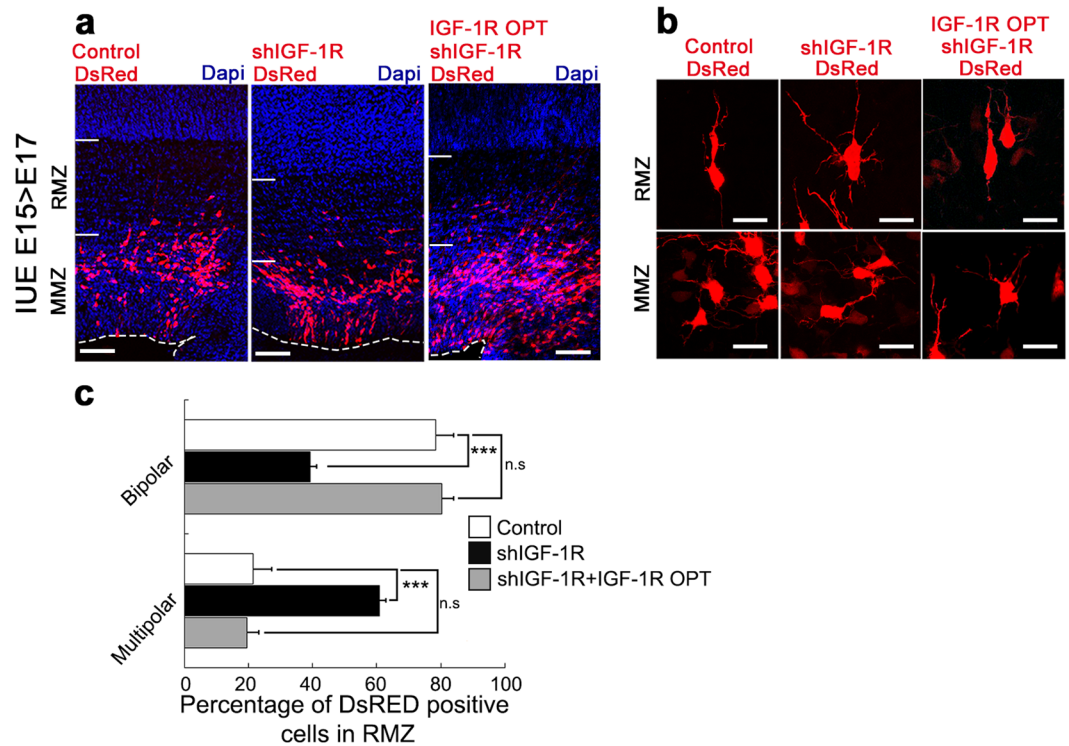 a
Control
DsRed
Dapi
shIGF-1R
DsRed
Dapi
IGF-1R OPT
shIGF-1R
DsRed
Dapi
IUE E15>E17
RMZ
MMZ
b
Control
DsRed
shIGF-1R
DsRed
IGF-1R OPT
shIGF-1R
DsRed
RMZ
MMZ
c
Bipolar
***
n.s
Multipolar
***
n.s
Control
shIGF-1R
shIGF-1R+IGF-1R OPT
0 20 40 60 80 100
Percentage of DsRED positive
cells in RMZ